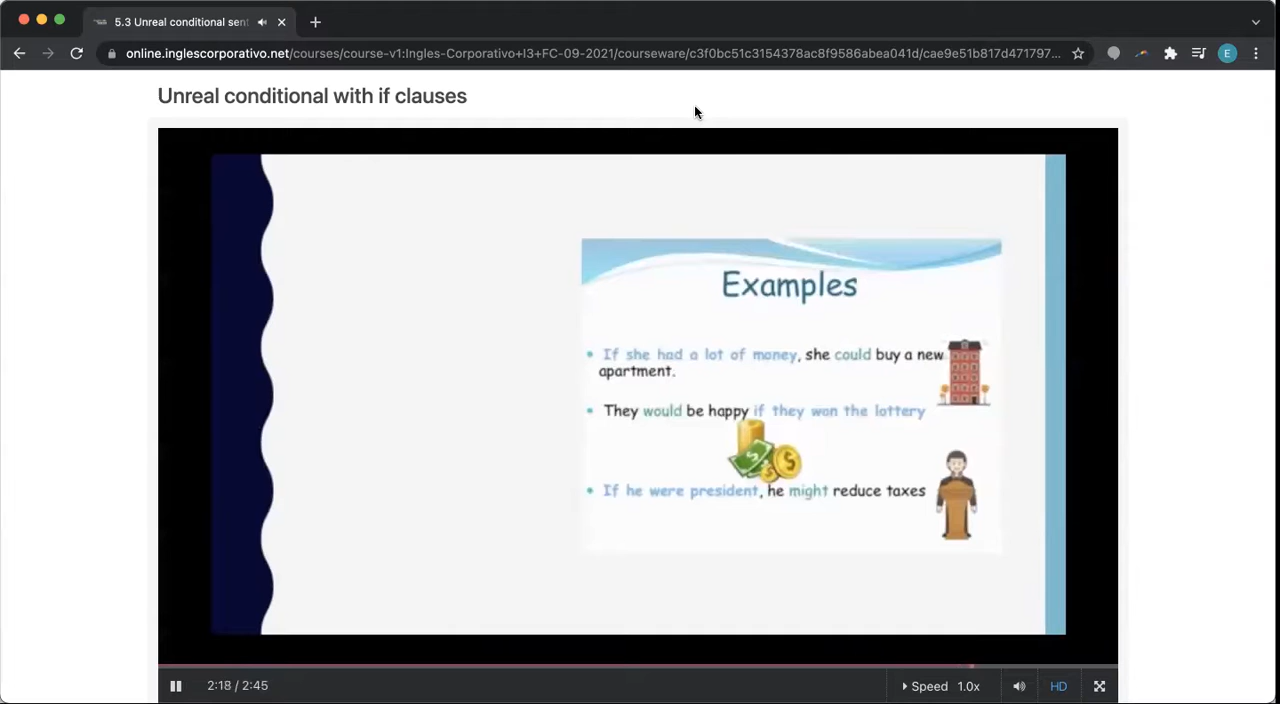 5.3 Unreal conditional sent
online.inglescorporativo.net/courses/course-v1:Ingles-Corporativo+I3+FC-09-2021/courseware/c3f0bc51c3154378ac8f9586abea041d/cae9e51b817d471797...
E
Unreal conditional with if clauses
Examples
• If she had a lot of money, she could buy a new
apartment.
• They would be happy if they won the lottery
• If he were president, he might reduce taxes
2:18 / 2:45
Speed 1.0x
HD